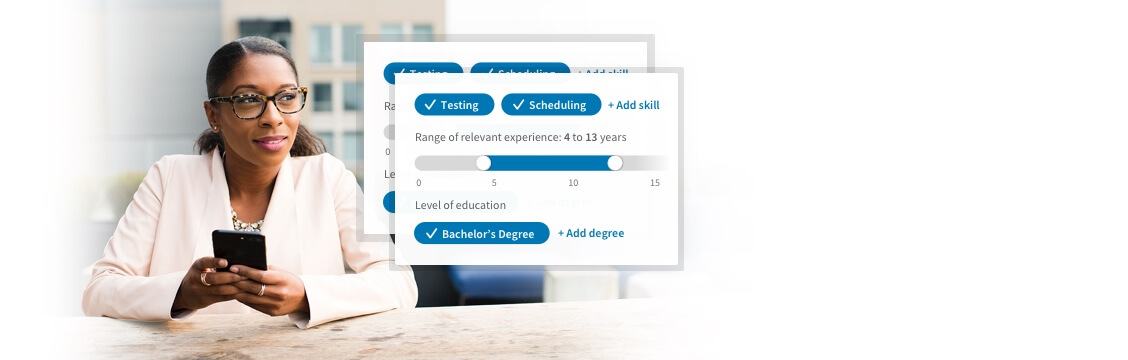 Testing Scheduling + Add skill
Ra
0
Le
Testing Scheduling + Add skill
Range of relevant experience: 4 to 13 years
0 5 10 15
Level of education
Bachelor's Degree + Add degree